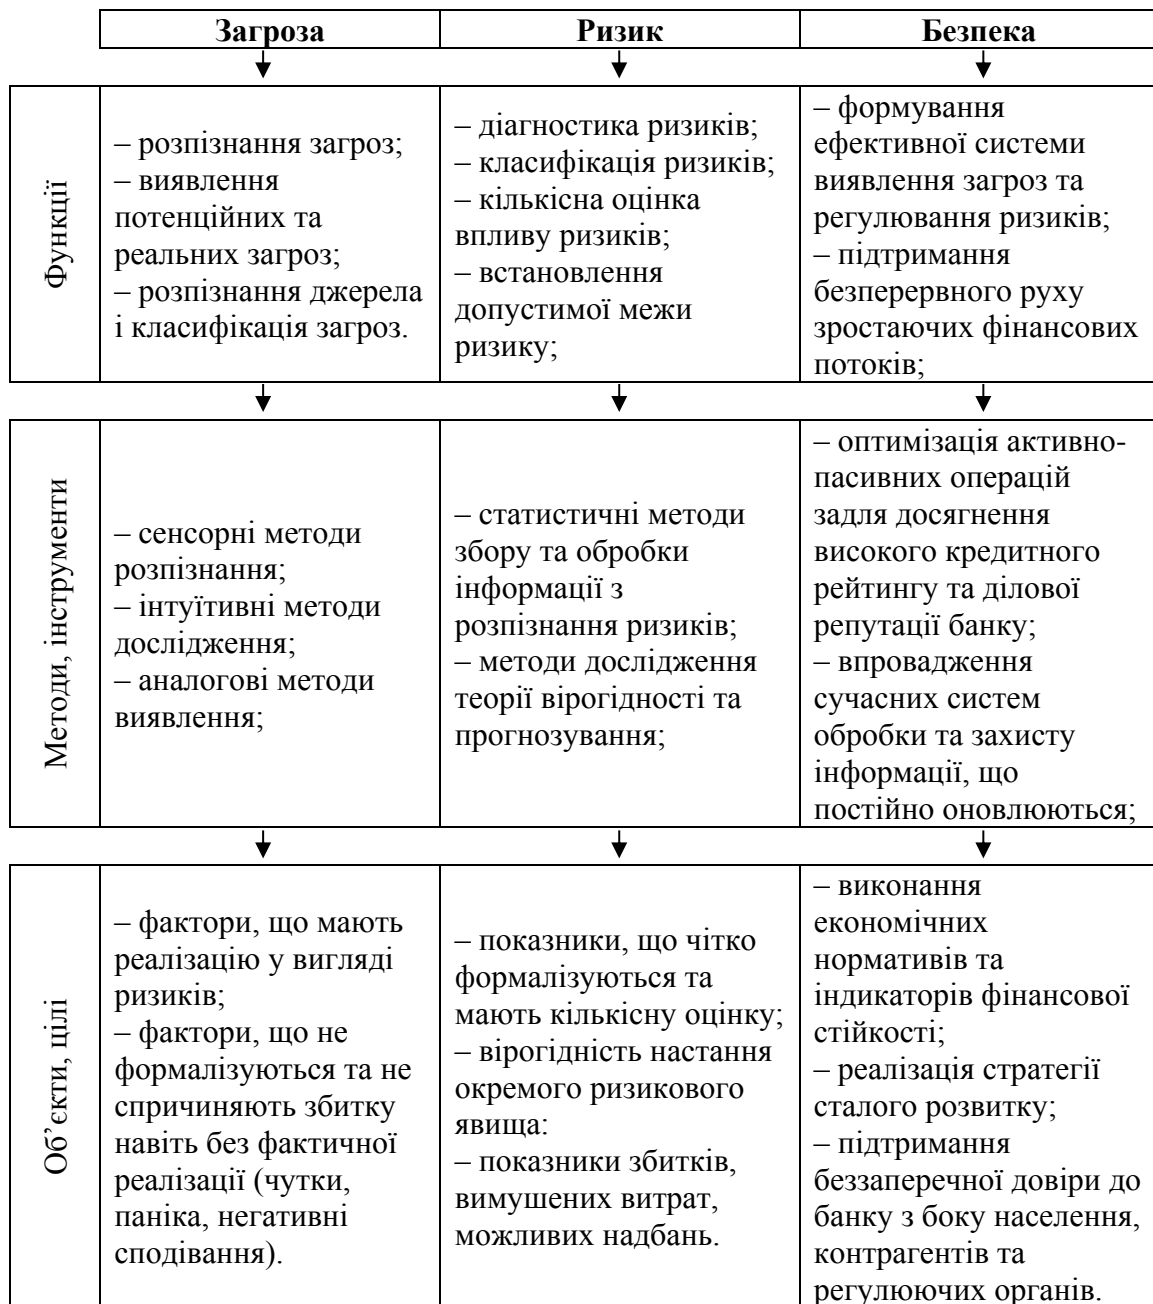 Загроза
Ризик
Безпека
Функції
– розпізнання загроз;
– виявлення
потенційних та
реальних загроз;
– розпізнання джерела
і класифікація загроз.
– діагностика ризиків;
– класифікація ризиків;
– кількісна оцінка
впливу ризиків;
– встановлення
допустимої межи
ризику;
– формування
ефективної системи
виявлення загроз та
регулювання ризиків;
– підтримання
безперервного руху
зростаючих фінансових
потоків;
Методи, інструменти
– сенсорні методи
розпізнання;
– інтуїтивні методи
дослідження;
– аналогові методи
виявлення;
– статистичні методи
збору та обробки
інформації з
розпізнання ризиків;
– методи дослідження
теорії вірогідності та
прогнозування;
– оптимізація активно-
пасивних операцій
задля досягнення
високого кредитного
рейтингу та ділової
репутації банку;
– впровадження
сучасних систем
обробки та захисту
інформації, що
постійно оновлюються;
Об’єкти, цілі
– фактори, що мають
реалізацію у вигляді
ризиків;
– фактори, що не
формалізуються та не
спричиняють збитку
навіть без фактичної
реалізації (чутки,
паніка, негативні
сподівання).
– показники, що чітко
формалізуються та
мають кількісну оцінку;
– вірогідність настання
окремого ризикового
явища:
– показники збитків,
вимушених витрат,
можливих надбань.
– виконання
економічних
нормативів та
індикаторів фінансової
стійкості;
– реалізація стратегії
сталого розвитку;
– підтримання
беззаперечної довіри до
банку з боку населення,
контрагентів та
регулюючих органів.